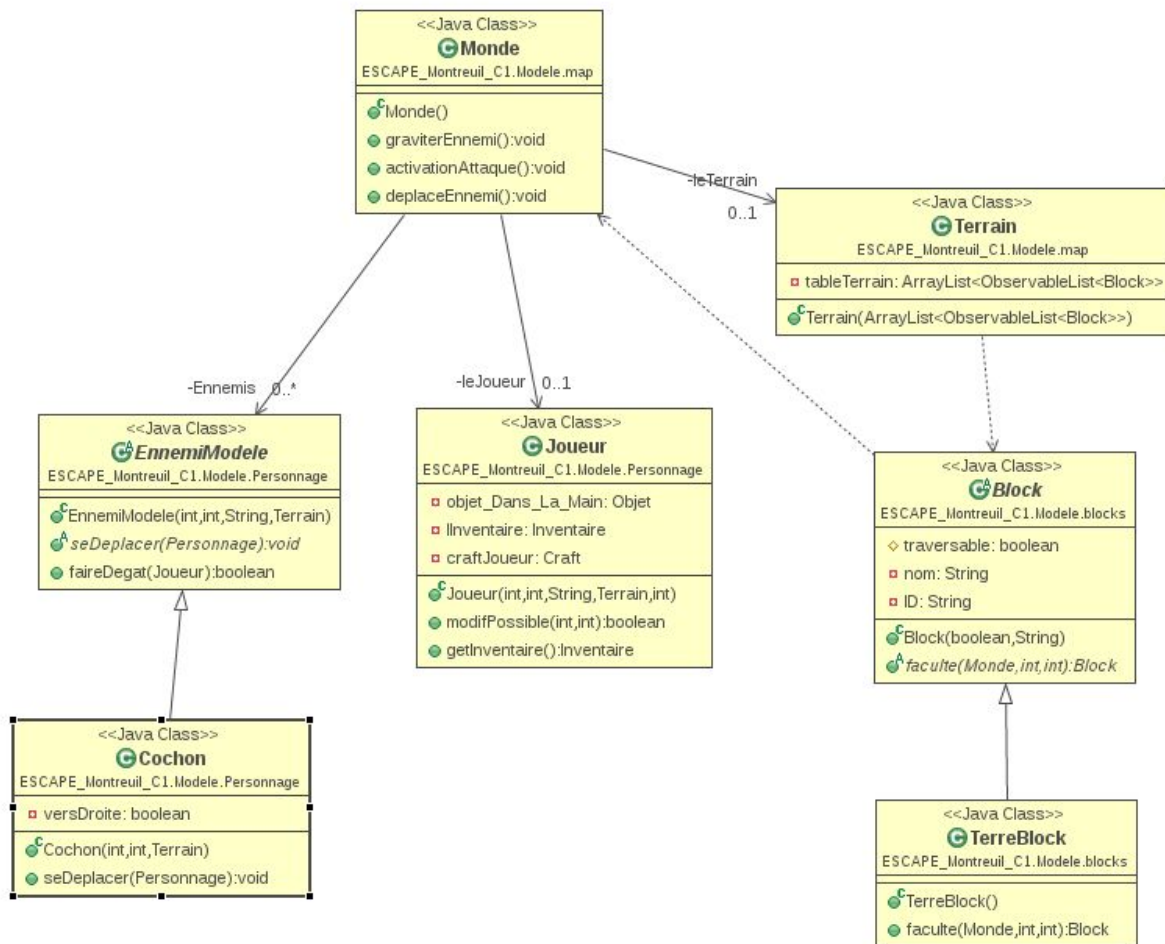 <<Java Class>>
Monde
ESCAPE_Montreuil_C1.Modele.map
Monde()
graviterEnnemi():void
activationAttaque():void
deplaceEnnemi():void
-leTerrain
0..1
<<Java Class>>
Terrain
ESCAPE_Montreuil_C1.Modele.map
tableTerrain: ArrayList<ObservableList<Block>>
Terrain(ArrayList<ObservableList<Block>>)
-Ennemis 0..*
-leJoueur 0..1
<<Java Class>>
EnnemiModele
ESCAPE_Montreuil_C1.Modele.Personnage
EnnemiModele(int,int,String,Terrain)
seDeplacer(Personnage):void
faireDegat(Joueur):boolean
<<Java Class>>
Joueur
ESCAPE_Montreuil_C1.Modele.Personnage
objet_Dans_La_Main: Objet
lInventaire: Inventaire
craftJoueur: Craft
Joueur(int,int,String,Terrain,int)
modifPossible(int,int):boolean
getInventaire():Inventaire
<<Java Class>>
Block
ESCAPE_Montreuil_C1.Modele.blocks
traversable: boolean
nom: String
ID: String
Block(boolean,String)
faculte(Monde,int,int):Block
<<Java Class>>
Cochon
ESCAPE_Montreuil_C1.Modele.Personnage
versDroite: boolean
Cochon(int,int,Terrain)
seDeplacer(Personnage):void
<<Java Class>>
TerreBlock
ESCAPE_Montreuil_C1.Modele.blocks
TerreBlock()
faculte(Monde,int,int):Block